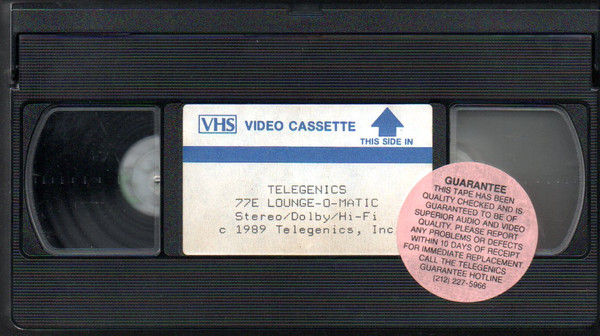 VHS VIDEO CASSETTE
THIS SIDE IN
TELEGENICS
77E LOUNGE-O-MATIC
Stereo/Dolby/Hi-Fi
c 1989 Telegenics, Inc
GUARANTEE
THIS TAPE HAS BEEN
QUALITY CHECKED AND IS
GUARANTEED TO BE OF
SUPERIOR AUDIO AND VIDEO
QUALITY. PLEASE REPORT
ANY PROBLEMS OR DEFECTS
WITHIN 10 DAYS OF RECEIPT
FOR IMMEDIATE REPLACEMENT
CALL THE TELEGENICS
GUARANTEE HOTLINE
(212) 227-5966